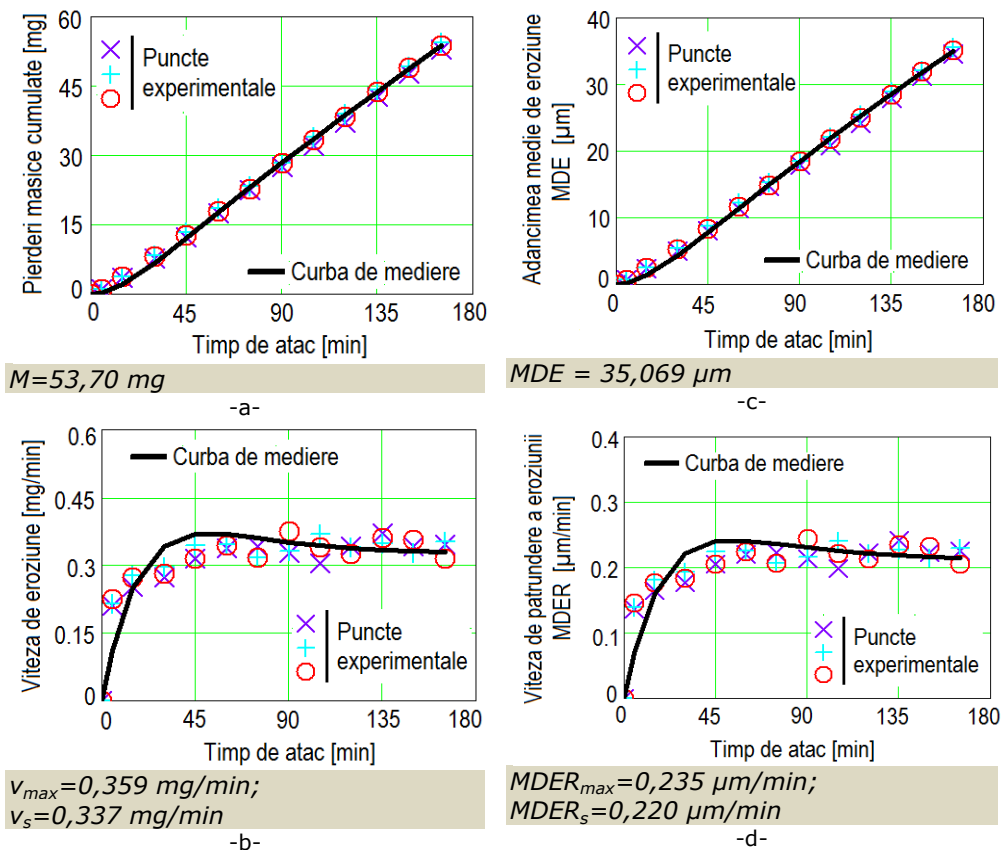 Pierderi masice cumulate [mg]
60
45
30
15
0
Puncte
experimentale
Curba de mediere
0 45 90 135 180
Timp de atac [min]
M=53,70 mg
-a-
Adancimea medie de eroziune
MDE [µm]
40
30
20
10
0
Puncte
experimentale
Curba de mediere
0 45 90 135 180
Timp de atac [min]
MDE = 35,069 µm
-c-
Viteza de eroziune [mg/min]
0.6
0.45
0.3
0.15
0
Curba de mediere
Puncte
experimentale
0 45 90 135 180
Timp de atac [min]
vmax=0,359 mg/min;
vs=0,337 mg/min
-b-
Viteza de patrundere a eroziunii
MDER [µm/min]
0.4
0.3
0.2
0.1
0
Curba de mediere
Puncte
experimentale
0 45 90 135 180
Timp de atac [min]
MDERmax=0,235 µm/min;
MDERs=0,220 µm/min
-d-